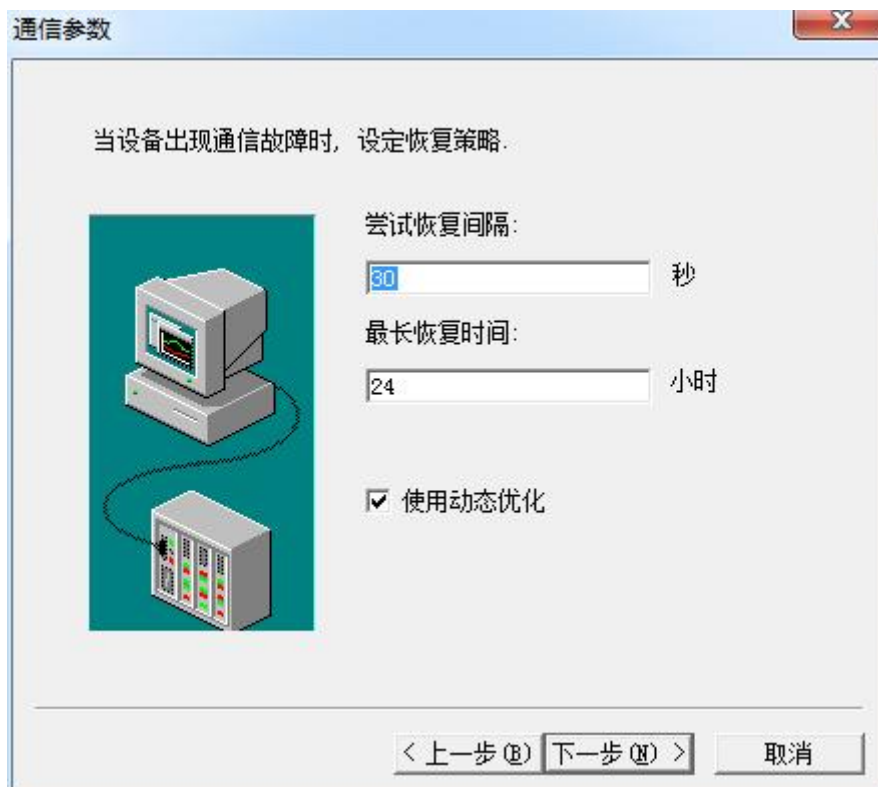 通信参数
当设备出现通信故障时，设定恢复策略.
尝试恢复间隔:
30 秒
最长恢复时间:
24 小时
使用动态优化
< 上一步(B) 下一步(N) > 取消